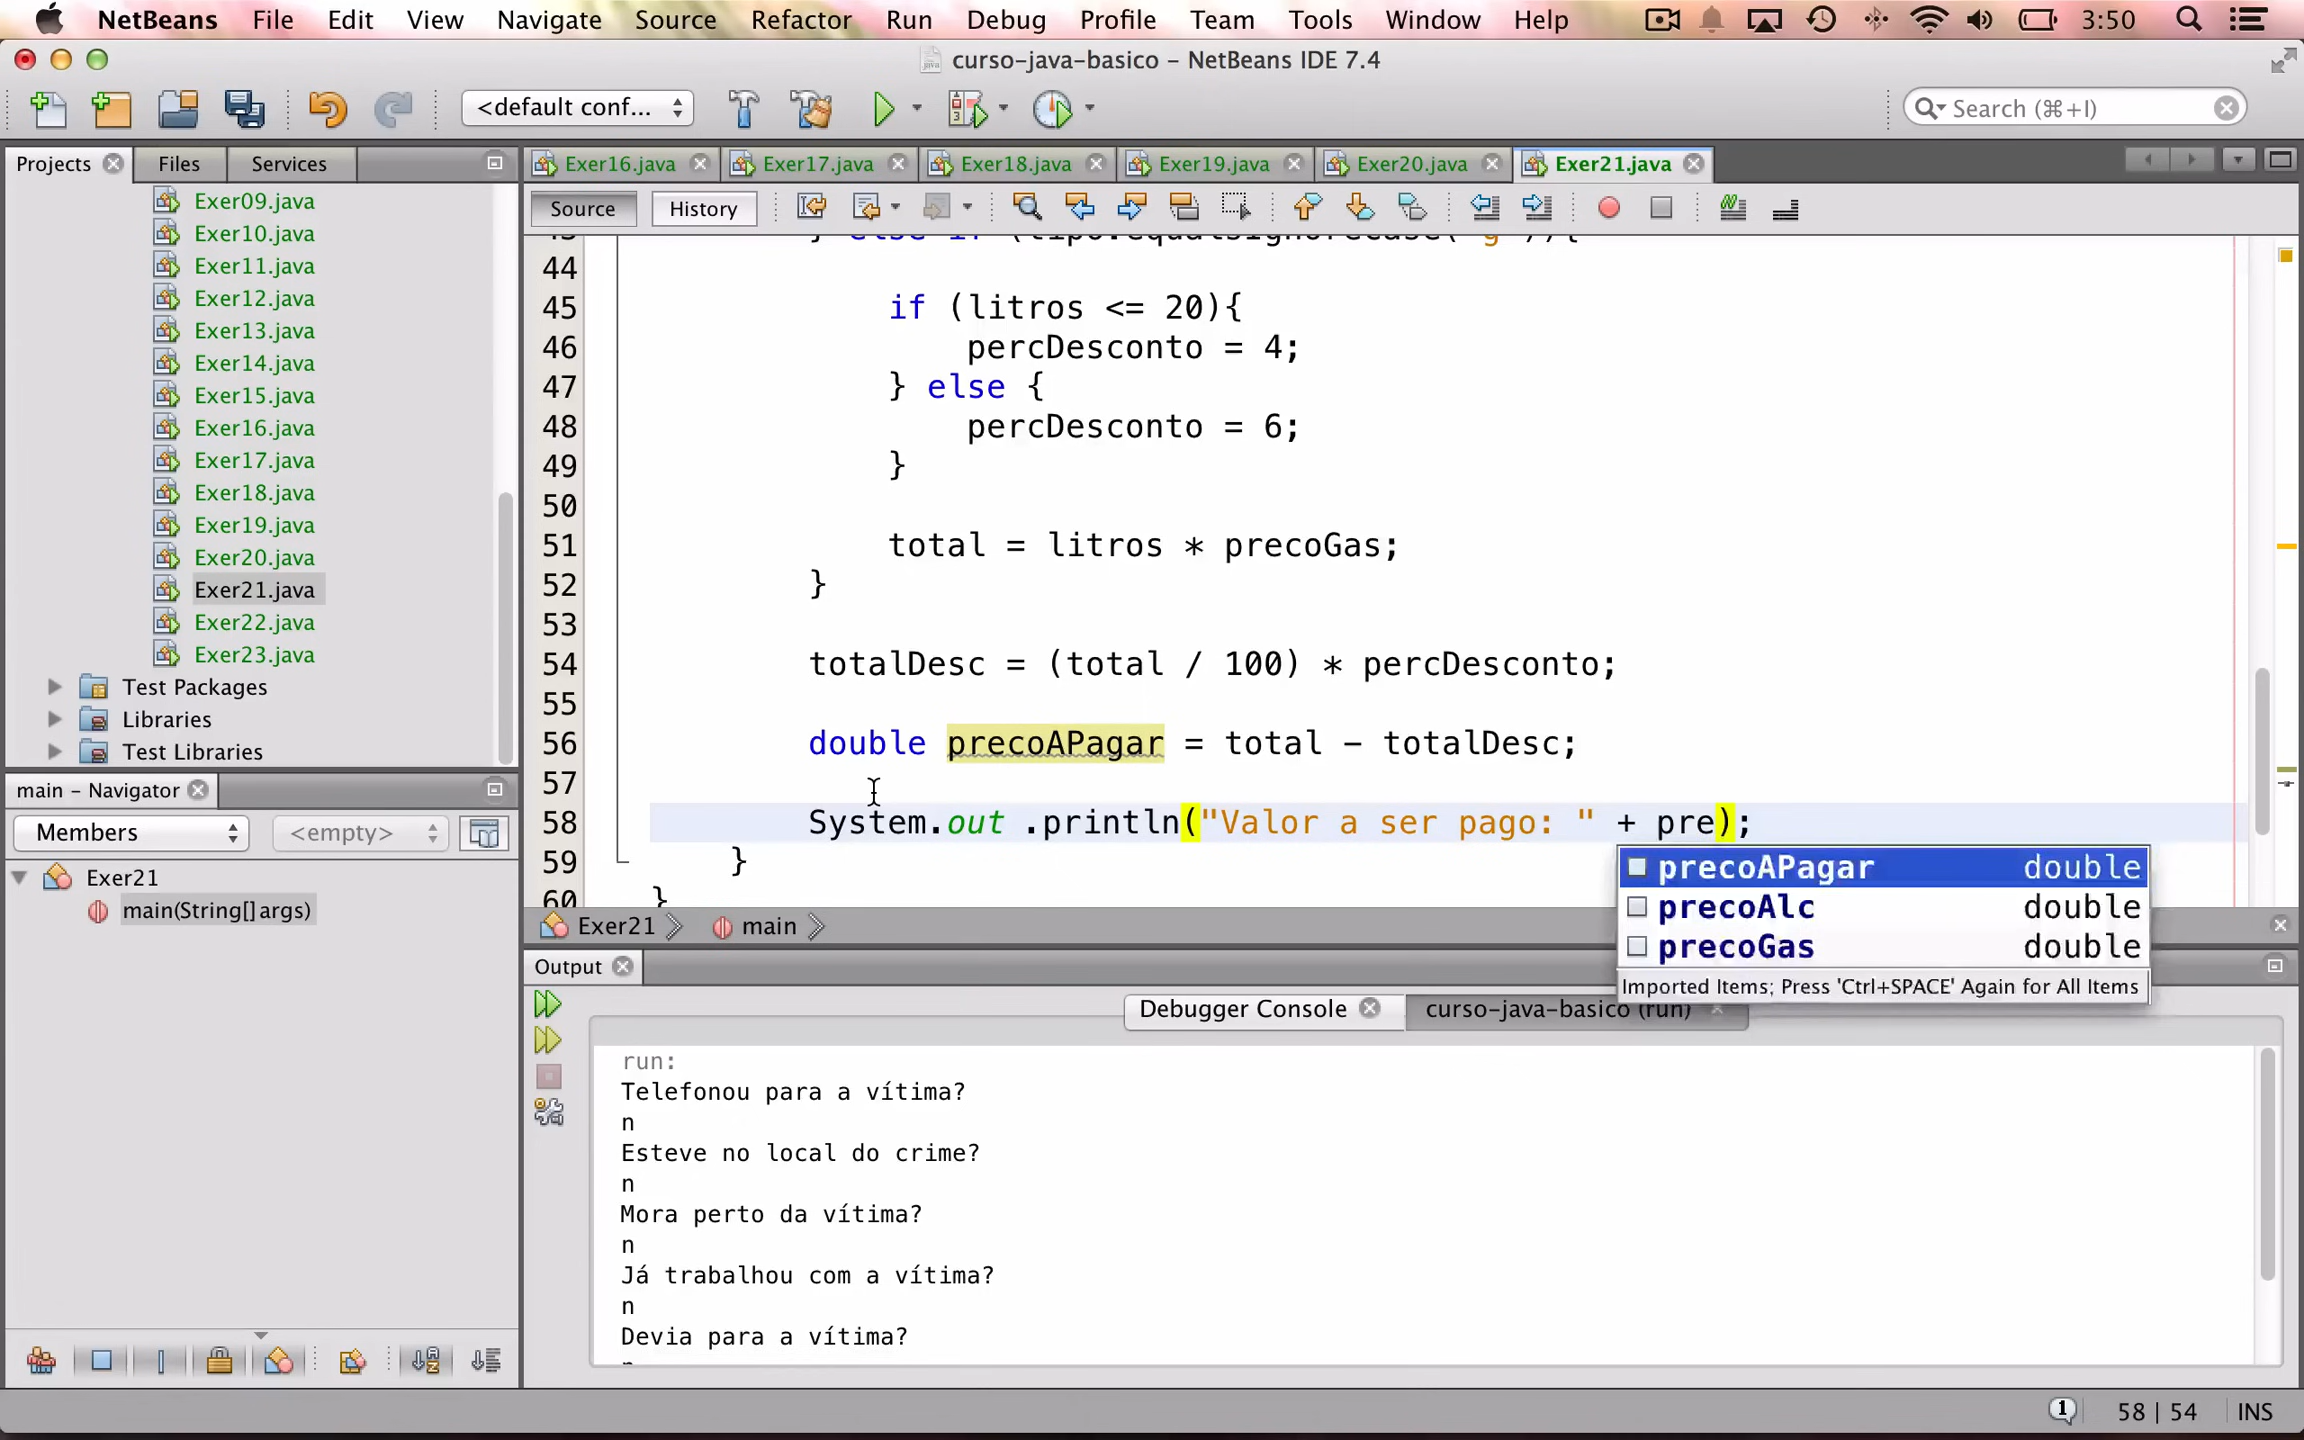 NetBeans File Edit View Navigate Source Refactor Run Debug Profile Team Tools Window Help 3:50
curso-java-basico – NetBeans IDE 7.4
<default conf... Search (⌘+I)
Projects Files Services
Exer16.java Exer17.java Exer18.java Exer19.java Exer20.java Exer21.java
Source History
Exer09.java
Exer10.java
Exer11.java
Exer12.java
Exer13.java
Exer14.java
Exer15.java
Exer16.java
Exer17.java
Exer18.java
Exer19.java
Exer20.java
Exer21.java
Exer22.java
Exer23.java
Test Packages
Libraries
Test Libraries
main – Navigator
Members <empty>
Exer21
main(String[] args)
44
45 if (litros <= 20){
46 percDesconto = 4;
47 } else {
48 percDesconto = 6;
49 }
50
51 total = litros * precoGas;
52 }
53
54 totalDesc = (total / 100) * percDesconto;
55
56 double precoAPagar = total – totalDesc;
57
58 System.out .println("Valor a ser pago: " + pre);
59 }
60 }
precoAPagar double
precoAlc double
precoGas double
Imported Items; Press 'Ctrl+SPACE' Again for All Items
Exer21 main
Output
Debugger Console curso-java-basico (run)
run:
Telefonou para a vítima?
n
Esteve no local do crime?
n
Mora perto da vítima?
n
Já trabalhou com a vítima?
n
Devia para a vítima?
1 58 | 54 INS